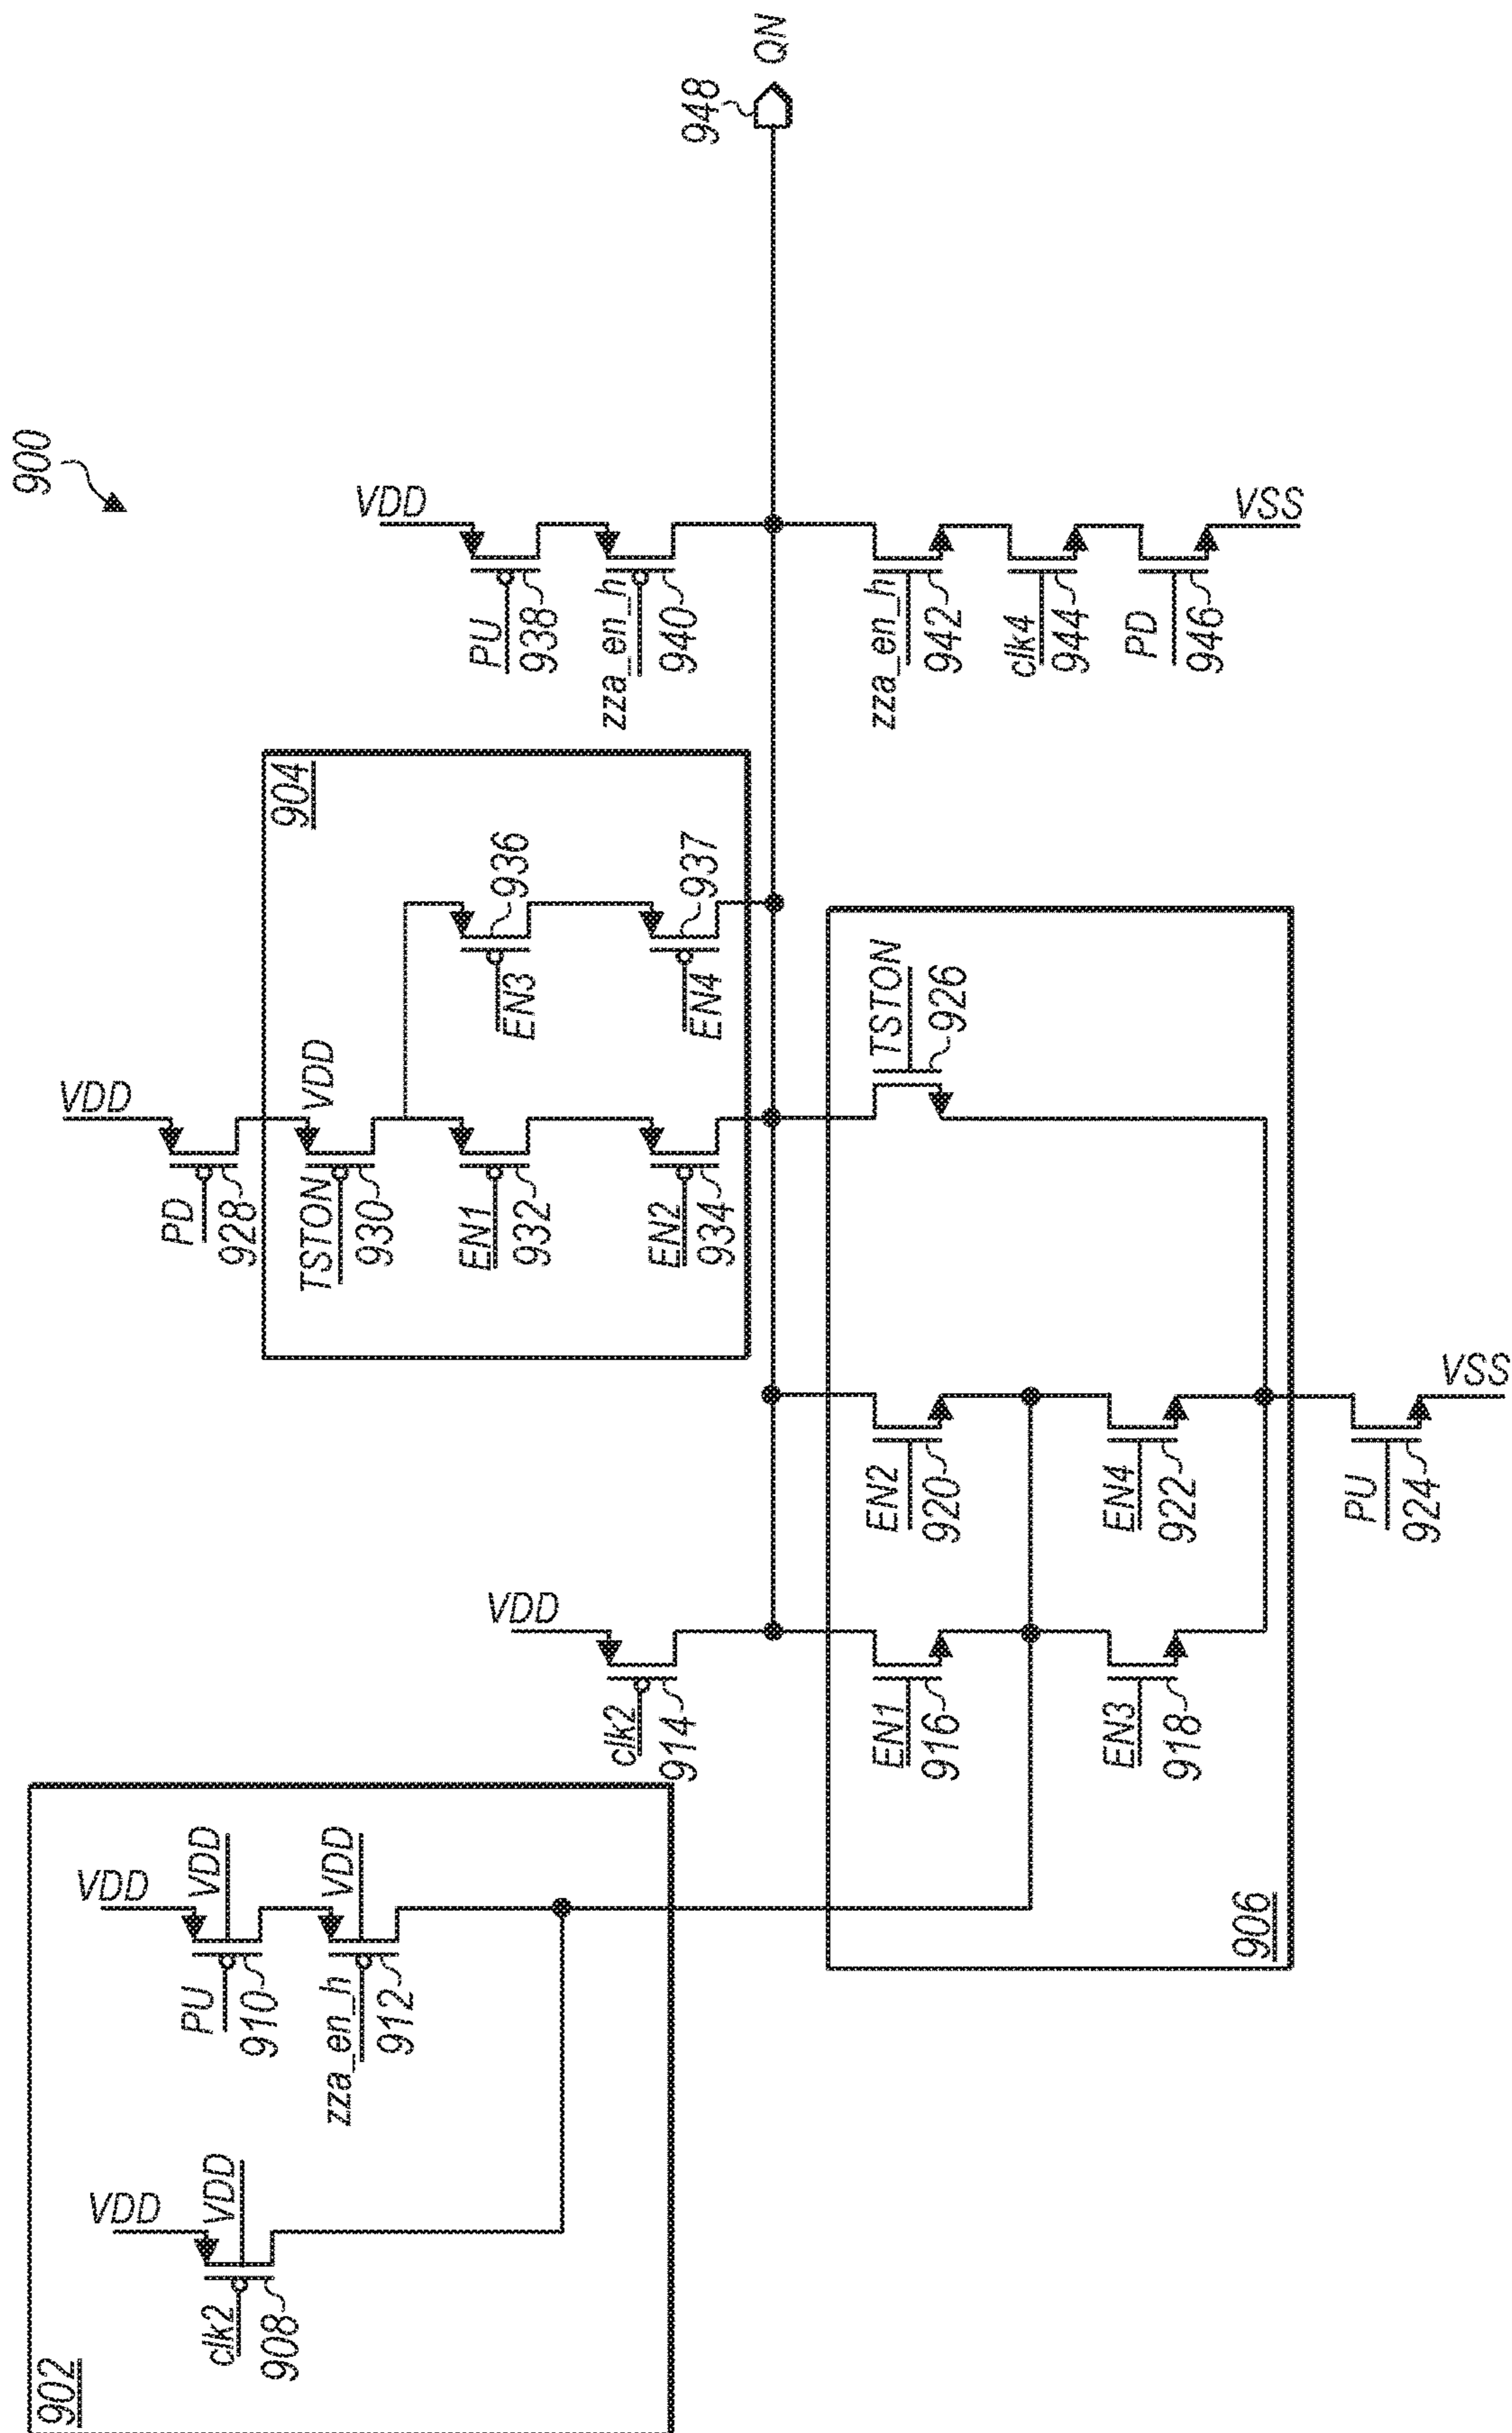 900
902
VDD
clk2
VDD
908
VDD
PU
VDD
910
zza_en_h
VDD
912
VDD
clk2
914
906
EN1
916
EN2
920
EN3
918
EN4
922
TSTON
926
PU
924
VSS
VDD
PD
928
904
TSTON
VDD
930
EN1
932
EN2
934
EN3
936
EN4
937
VDD
PU
938
zza_en_h
940
zza_en_h
942
clk4
944
PD
946
VSS
948
QN